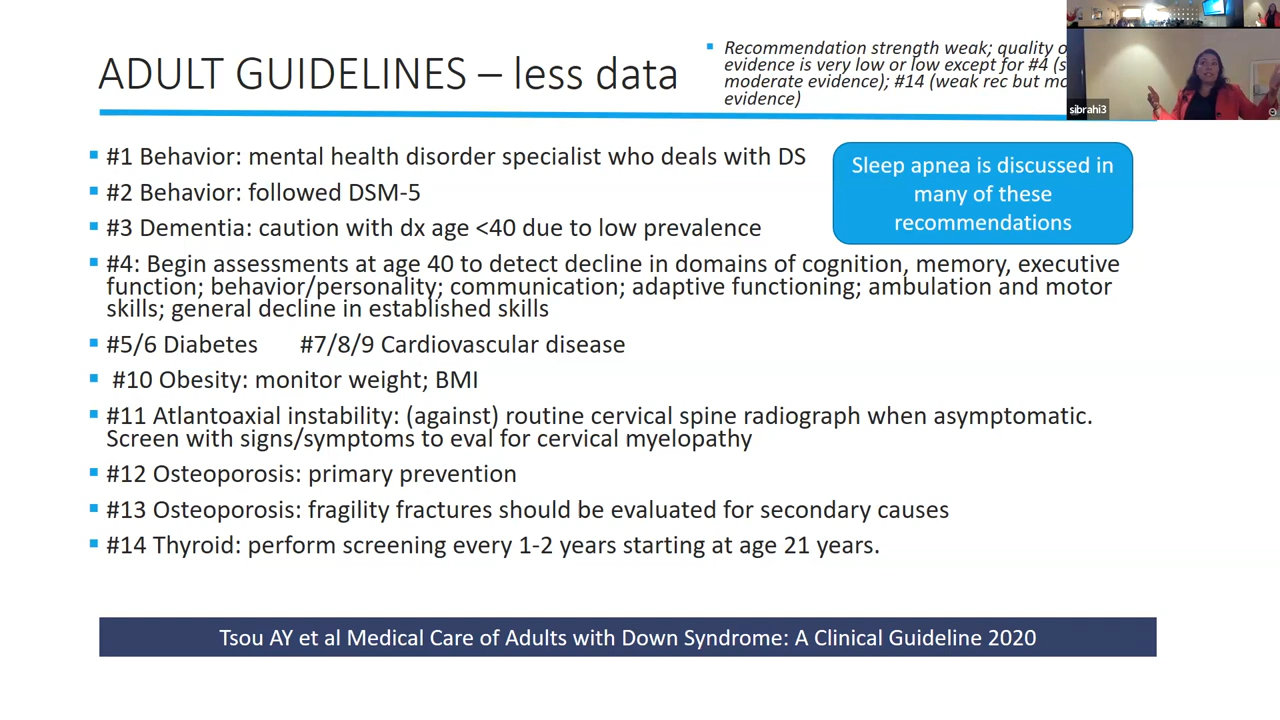 ADULT GUIDELINES – less data
Recommendation strength weak; quality o
evidence is very low or low except for #4 (s
moderate evidence); #14 (weak rec but mo
evidence)
sibrahi3
#1 Behavior: mental health disorder specialist who deals with DS
#2 Behavior: followed DSM-5
#3 Dementia: caution with dx age <40 due to low prevalence
Sleep apnea is discussed in
many of these
recommendations
#4: Begin assessments at age 40 to detect decline in domains of cognition, memory, executive
function; behavior/personality; communication; adaptive functioning; ambulation and motor
skills; general decline in established skills
#5/6 Diabetes #7/8/9 Cardiovascular disease
#10 Obesity: monitor weight; BMI
#11 Atlantoaxial instability: (against) routine cervical spine radiograph when asymptomatic.
Screen with signs/symptoms to eval for cervical myelopathy
#12 Osteoporosis: primary prevention
#13 Osteoporosis: fragility fractures should be evaluated for secondary causes
#14 Thyroid: perform screening every 1-2 years starting at age 21 years.
Tsou AY et al Medical Care of Adults with Down Syndrome: A Clinical Guideline 2020